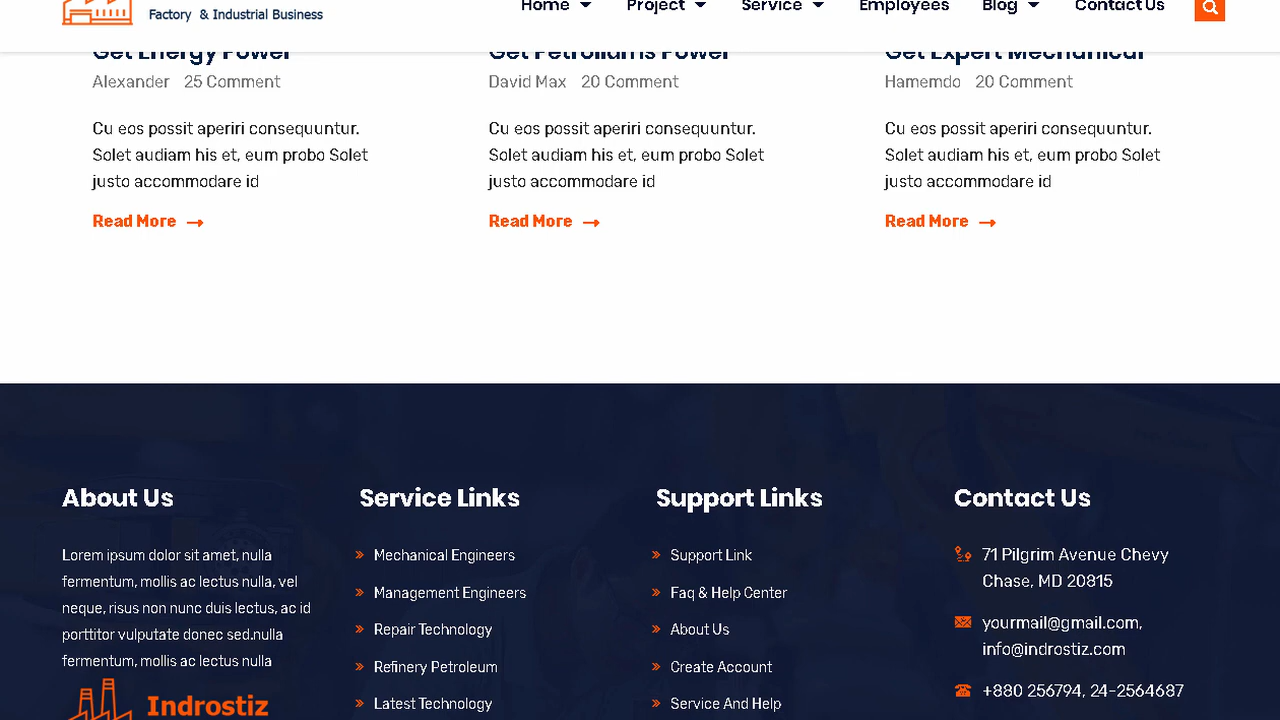 Factory & Industrial Business
Home
Project
Service
Employees
Blog
Contact Us
Get Energy Power
Get Petroliams Power
Get Expert Mechanical
Alexander 25 Comment
David Max 20 Comment
Hamemdo 20 Comment
Cu eos possit aperiri consequuntur.
Solet audiam his et, eum probo Solet
justo accommodare id
Read More
Cu eos possit aperiri consequuntur.
Solet audiam his et, eum probo Solet
justo accommodare id
Read More
Cu eos possit aperiri consequuntur.
Solet audiam his et, eum probo Solet
justo accommodare id
Read More
About Us
Lorem ipsum dolor sit amet, nulla
fermentum, mollis ac lectus nulla, vel
neque, risus non nunc duis lectus, ac id
porttitor vulputate donec sed.nulla
fermentum, mollis ac lectus nulla
Indrostiz
Service Links
Mechanical Engineers
Management Engineers
Repair Technology
Refinery Petroleum
Latest Technology
Support Links
Support Link
Faq & Help Center
About Us
Create Account
Service And Help
Contact Us
71 Pilgrim Avenue Chevy
Chase, MD 20815
yourmail@gmail.com,
info@indrostiz.com
+880 256794, 24-2564687